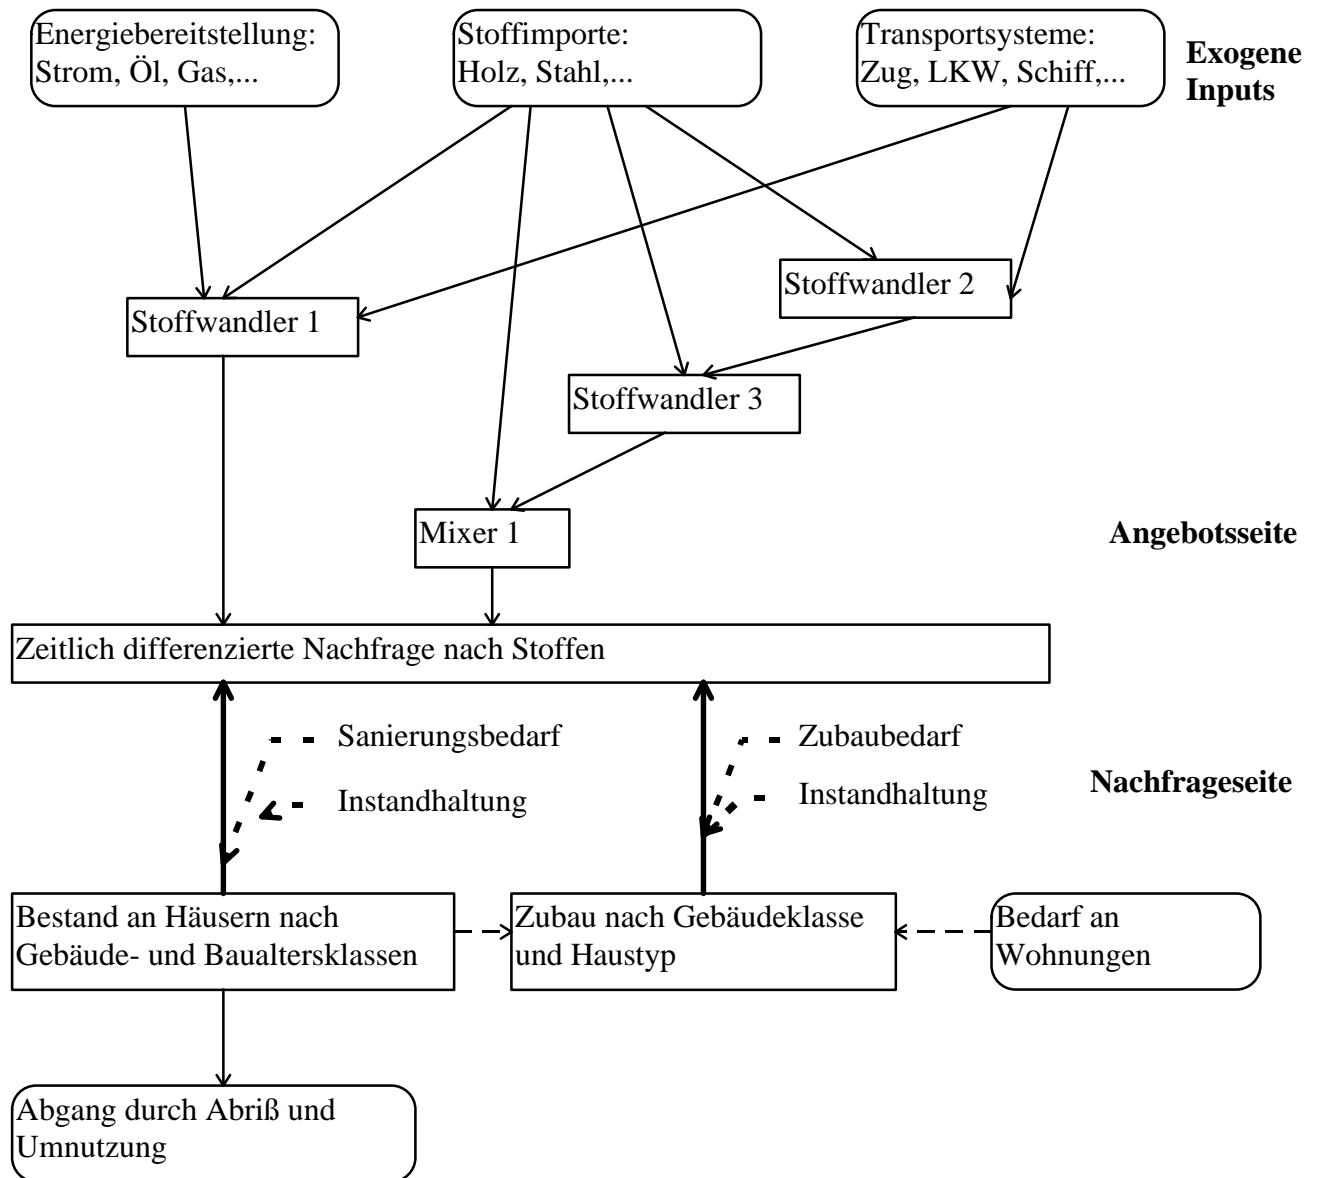 Energiebereitstellung:
Strom, Öl, Gas,...
Stoffimporte:
Holz, Stahl,...
Transportsysteme:
Zug, LKW, Schiff,...
Exogene
Inputs
Stoffwandler 2
Stoffwandler 1
Stoffwandler 3
Mixer 1
Angebotsseite
Zeitlich differenzierte Nachfrage nach Stoffen
Sanierungsbedarf
Zubaubedarf
Instandhaltung
Instandhaltung
Nachfrageseite
Bestand an Häusern nach
Gebäude- und Baualtersklassen
Zubau nach Gebäudeklasse
und Haustyp
Bedarf an
Wohnungen
Abgang durch Abriß und
Umnutzung